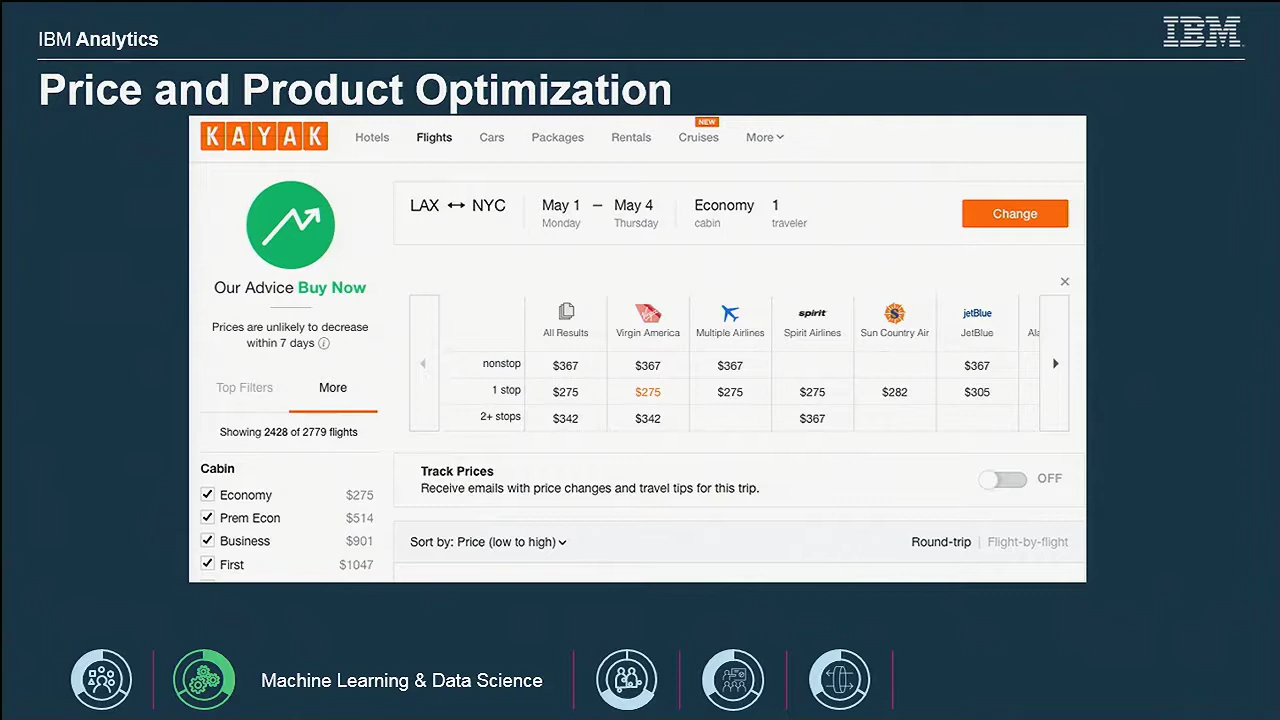 IBM Analytics
IBM
Price and Product Optimization
KAYAK
Hotels
Flights
Cars
Packages
Rentals
NEW
Cruises
More
LAX ↔ NYC
May 1 – May 4
Monday
Thursday
Economy
cabin
1
traveler
Change
Our Advice Buy Now
Prices are unlikely to decrease
within 7 days
Top Filters
More
Showing 2428 of 2779 flights
Cabin
Economy $275
Prem Econ $514
Business $901
First $1047
spirit
jetBlue
All Results Virgin America Multiple Airlines Spirit Airlines Sun Country Air JetBlue Ala
nonstop $367 $367 $367 $367
1 stop $275 $275 $275 $275 $282 $305
2+ stops $342 $342 $367
Track Prices
Receive emails with price changes and travel tips for this trip.
OFF
Sort by: Price (low to high)
Round-trip | Flight-by-flight
Machine Learning & Data Science